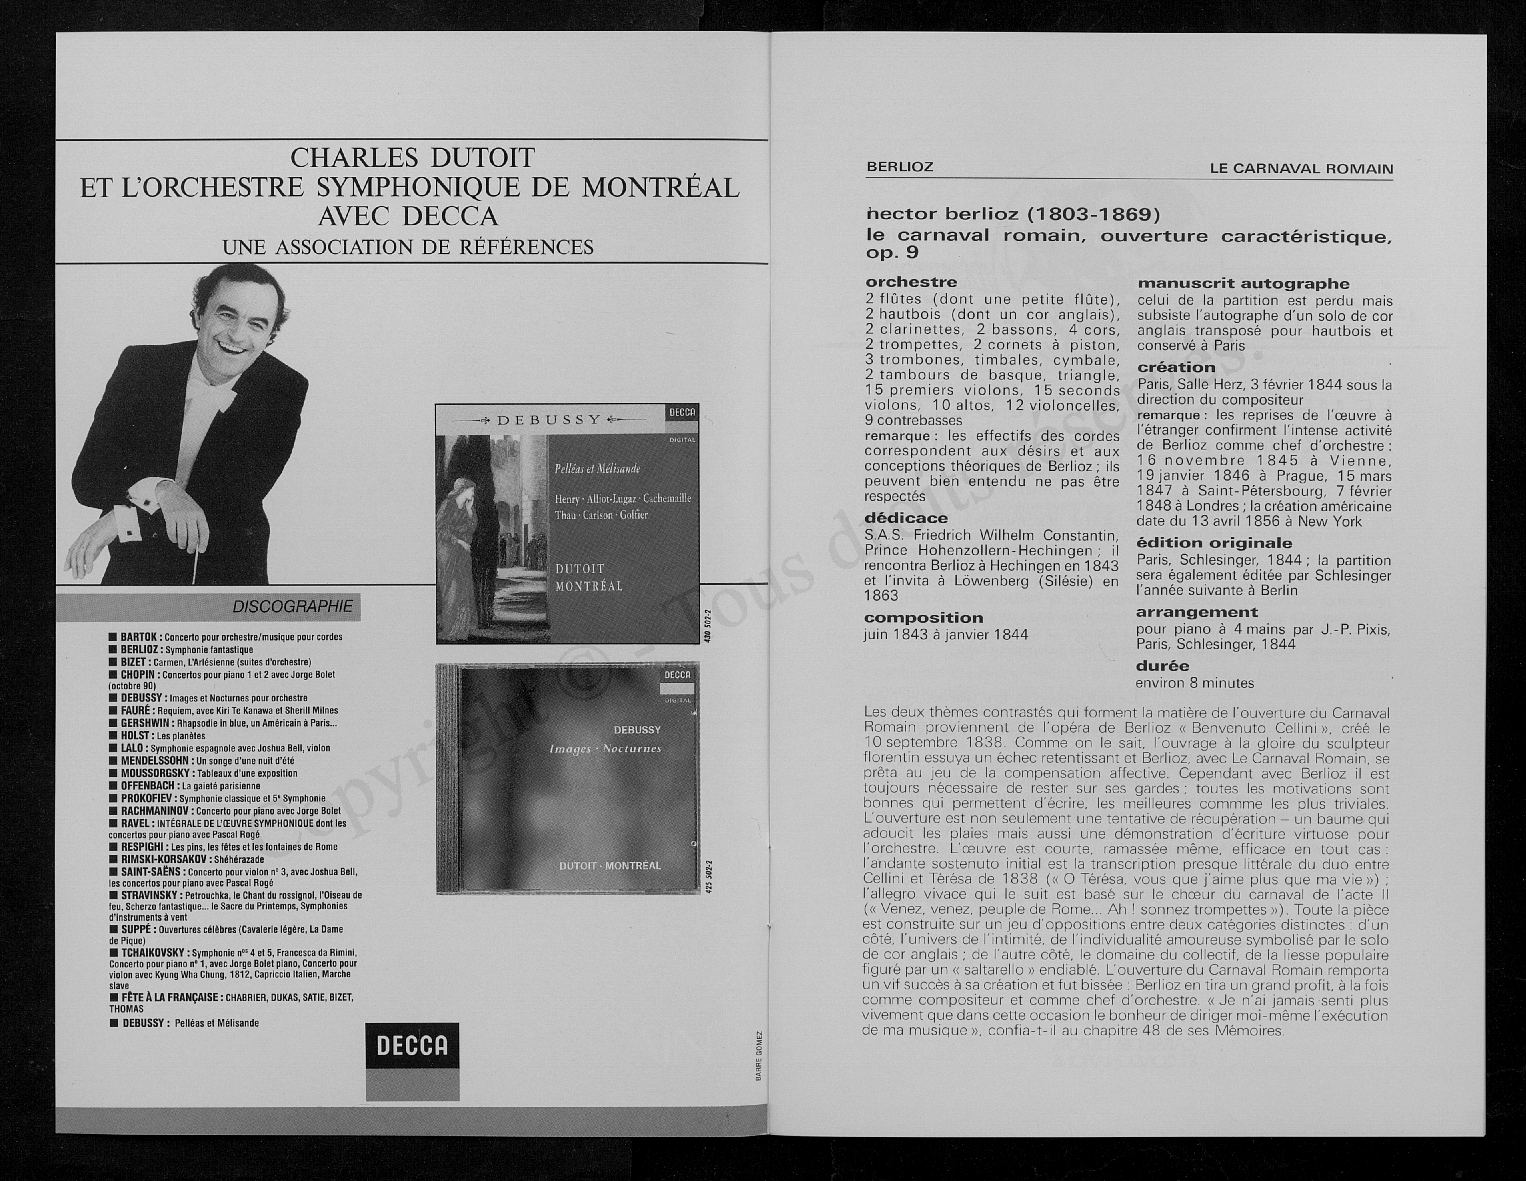 CHARLES DUTOIT
ET L'ORCHESTRE SYMPHONIQUE DE MONTRÉAL
AVEC DECCA
UNE ASSOCIATION DE RÉFÉRENCES
DEBUSSY
DECCA
DIGITAL
Pelléas et Mélisande
Henry · Alliot-Lugaz · Cachemaille
Thau · Carlson · Golfier
DUTOIT
MONTRÉAL
430 502-2
DECCA
DIGITAL
DEBUSSY
Images · Nocturnes
DUTOIT · MONTRÉAL
425 502-2
DISCOGRAPHIE
■ BARTOK : Concerto pour orchestre/musique pour cordes
■ BERLIOZ : Symphonie fantastique
■ BIZET : Carmen, L'Arlésienne (suites d'orchestre)
■ CHOPIN : Concertos pour piano 1 et 2 avec Jorge Bolet
(octobre 90)
■ DEBUSSY : Images et Nocturnes pour orchestre
■ FAURÉ : Requiem, avec Kiri Te Kanawa et Sherill Milnes
■ GERSHWIN : Rhapsodie in blue, un Américain à Paris...
■ HOLST : Les planètes
■ LALO : Symphonie espagnole avec Joshua Bell, violon
■ MENDELSSOHN : Un songe d'une nuit d'été
■ MOUSSORGSKY : Tableaux d'une exposition
■ OFFENBACH : La gaieté parisienne
■ PROKOFIEV : Symphonie classique et 5e Symphonie
■ RACHMANINOV : Concerto pour piano avec Jorge Bolet
■ RAVEL : INTÉGRALE DE L'ŒUVRE SYMPHONIQUE dont les
concertos pour piano avec Pascal Rogé
■ RESPIGHI : Les pins, les fêtes et les fontaines de Rome
■ RIMSKI-KORSAKOV : Shéhérazade
■ SAINT-SAËNS : Concerto pour violon n° 3, avec Joshua Bell,
les concertos pour piano avec Pascal Rogé
■ STRAVINSKY : Petrouchka, le Chant du rossignol, l'Oiseau de
feu, Scherzo fantastique... le Sacre du Printemps, Symphonies
d'instruments à vent
■ SUPPÉ : Ouvertures célèbres (Cavalerie légère, La Dame
de Pique)
■ TCHAIKOVSKY : Symphonie nos 4 et 5, Francesca da Rimini,
Concerto pour piano n° 1, avec Jorge Bolet piano, Concerto pour
violon avec Kyung Wha Chung, 1812, Capriccio Italien, Marche
slave
■ FÊTE À LA FRANÇAISE : CHABRIER, DUKAS, SATIE, BIZET,
THOMAS
■ DEBUSSY : Pelléas et Mélisande
DECCA
BARRE GOMEZ
BERLIOZ LE CARNAVAL ROMAIN
hector berlioz (1803-1869)
le carnaval romain, ouverture caractéristique,
op. 9
orchestre
2 flûtes (dont une petite flûte),
2 hautbois (dont un cor anglais),
2 clarinettes, 2 bassons, 4 cors,
2 trompettes, 2 cornets à piston,
3 trombones, timbales, cymbale,
2 tambours de basque, triangle,
15 premiers violons, 15 seconds
violons, 10 altos, 12 violoncelles,
9 contrebasses
remarque : les effectifs des cordes
correspondent aux désirs et aux
conceptions théoriques de Berlioz ; ils
peuvent bien entendu ne pas être
respectés
dédicace
S.A.S. Friedrich Wilhelm Constantin,
Prince Hohenzollern-Hechingen ; il
rencontra Berlioz à Hechingen en 1843
et l'invita à Löwenberg (Silésie) en
1863
composition
juin 1843 à janvier 1844
manuscrit autographe
celui de la partition est perdu mais
subsiste l'autographe d'un solo de cor
anglais transposé pour hautbois et
conservé à Paris
création
Paris, Salle Herz, 3 février 1844 sous la
direction du compositeur
remarque : les reprises de l'œuvre à
l'étranger confirment l'intense activité
de Berlioz comme chef d'orchestre :
16 novembre 1845 à Vienne,
19 janvier 1846 à Prague, 15 mars
1847 à Saint-Pétersbourg, 7 février
1848 à Londres ; la création américaine
date du 13 avril 1856 à New York
édition originale
Paris, Schlesinger, 1844 ; la partition
sera également éditée par Schlesinger
l'année suivante à Berlin
arrangement
pour piano à 4 mains par J.-P. Pixis,
Paris, Schlesinger, 1844
durée
environ 8 minutes
Les deux thèmes contrastés qui forment la matière de l'ouverture du Carnaval
Romain proviennent de l'opéra de Berlioz « Benvenuto Cellini », créé le
10 septembre 1838. Comme on le sait, l'ouvrage à la gloire du sculpteur
florentin essuya un échec retentissant et Berlioz, avec Le Carnaval Romain, se
prêta au jeu de la compensation affective. Cependant avec Berlioz il est
toujours nécessaire de rester sur ses gardes ; toutes les motivations sont
bonnes qui permettent d'écrire, les meilleures commme les plus triviales.
L'ouverture est non seulement une tentative de récupération – un baume qui
adoucit les plaies mais aussi une démonstration d'écriture virtuose pour
l'orchestre. L'œuvre est courte, ramassée même, efficace en tout cas :
l'andante sostenuto initial est la transcription presque littérale du duo entre
Cellini et Térésa de 1838 (« O Térésa, vous que j'aime plus que ma vie») ;
l'allegro vivace qui le suit est basé sur le chœur du carnaval de l'acte II
(« Venez, venez, peuple de Rome... Ah ! sonnez trompettes »). Toute la pièce
est construite sur un jeu d'oppositions entre deux catégories distinctes : d'un
côté, l'univers de l'intimité, de l'individualité amoureuse symbolisé par le solo
de cor anglais ; de l'autre côté, le domaine du collectif, de la liesse populaire
figuré par un « saltarello » endiablé. L'ouverture du Carnaval Romain remporta
un vif succès à sa création et fut bissée : Berlioz en tira un grand profit, à la fois
comme compositeur et comme chef d'orchestre. « Je n'ai jamais senti plus
vivement que dans cette occasion le bonheur de diriger moi-même l'exécution
de ma musique », confia-t-il au chapitre 48 de ses Mémoires.
Copyright © - Tous droits réservés.